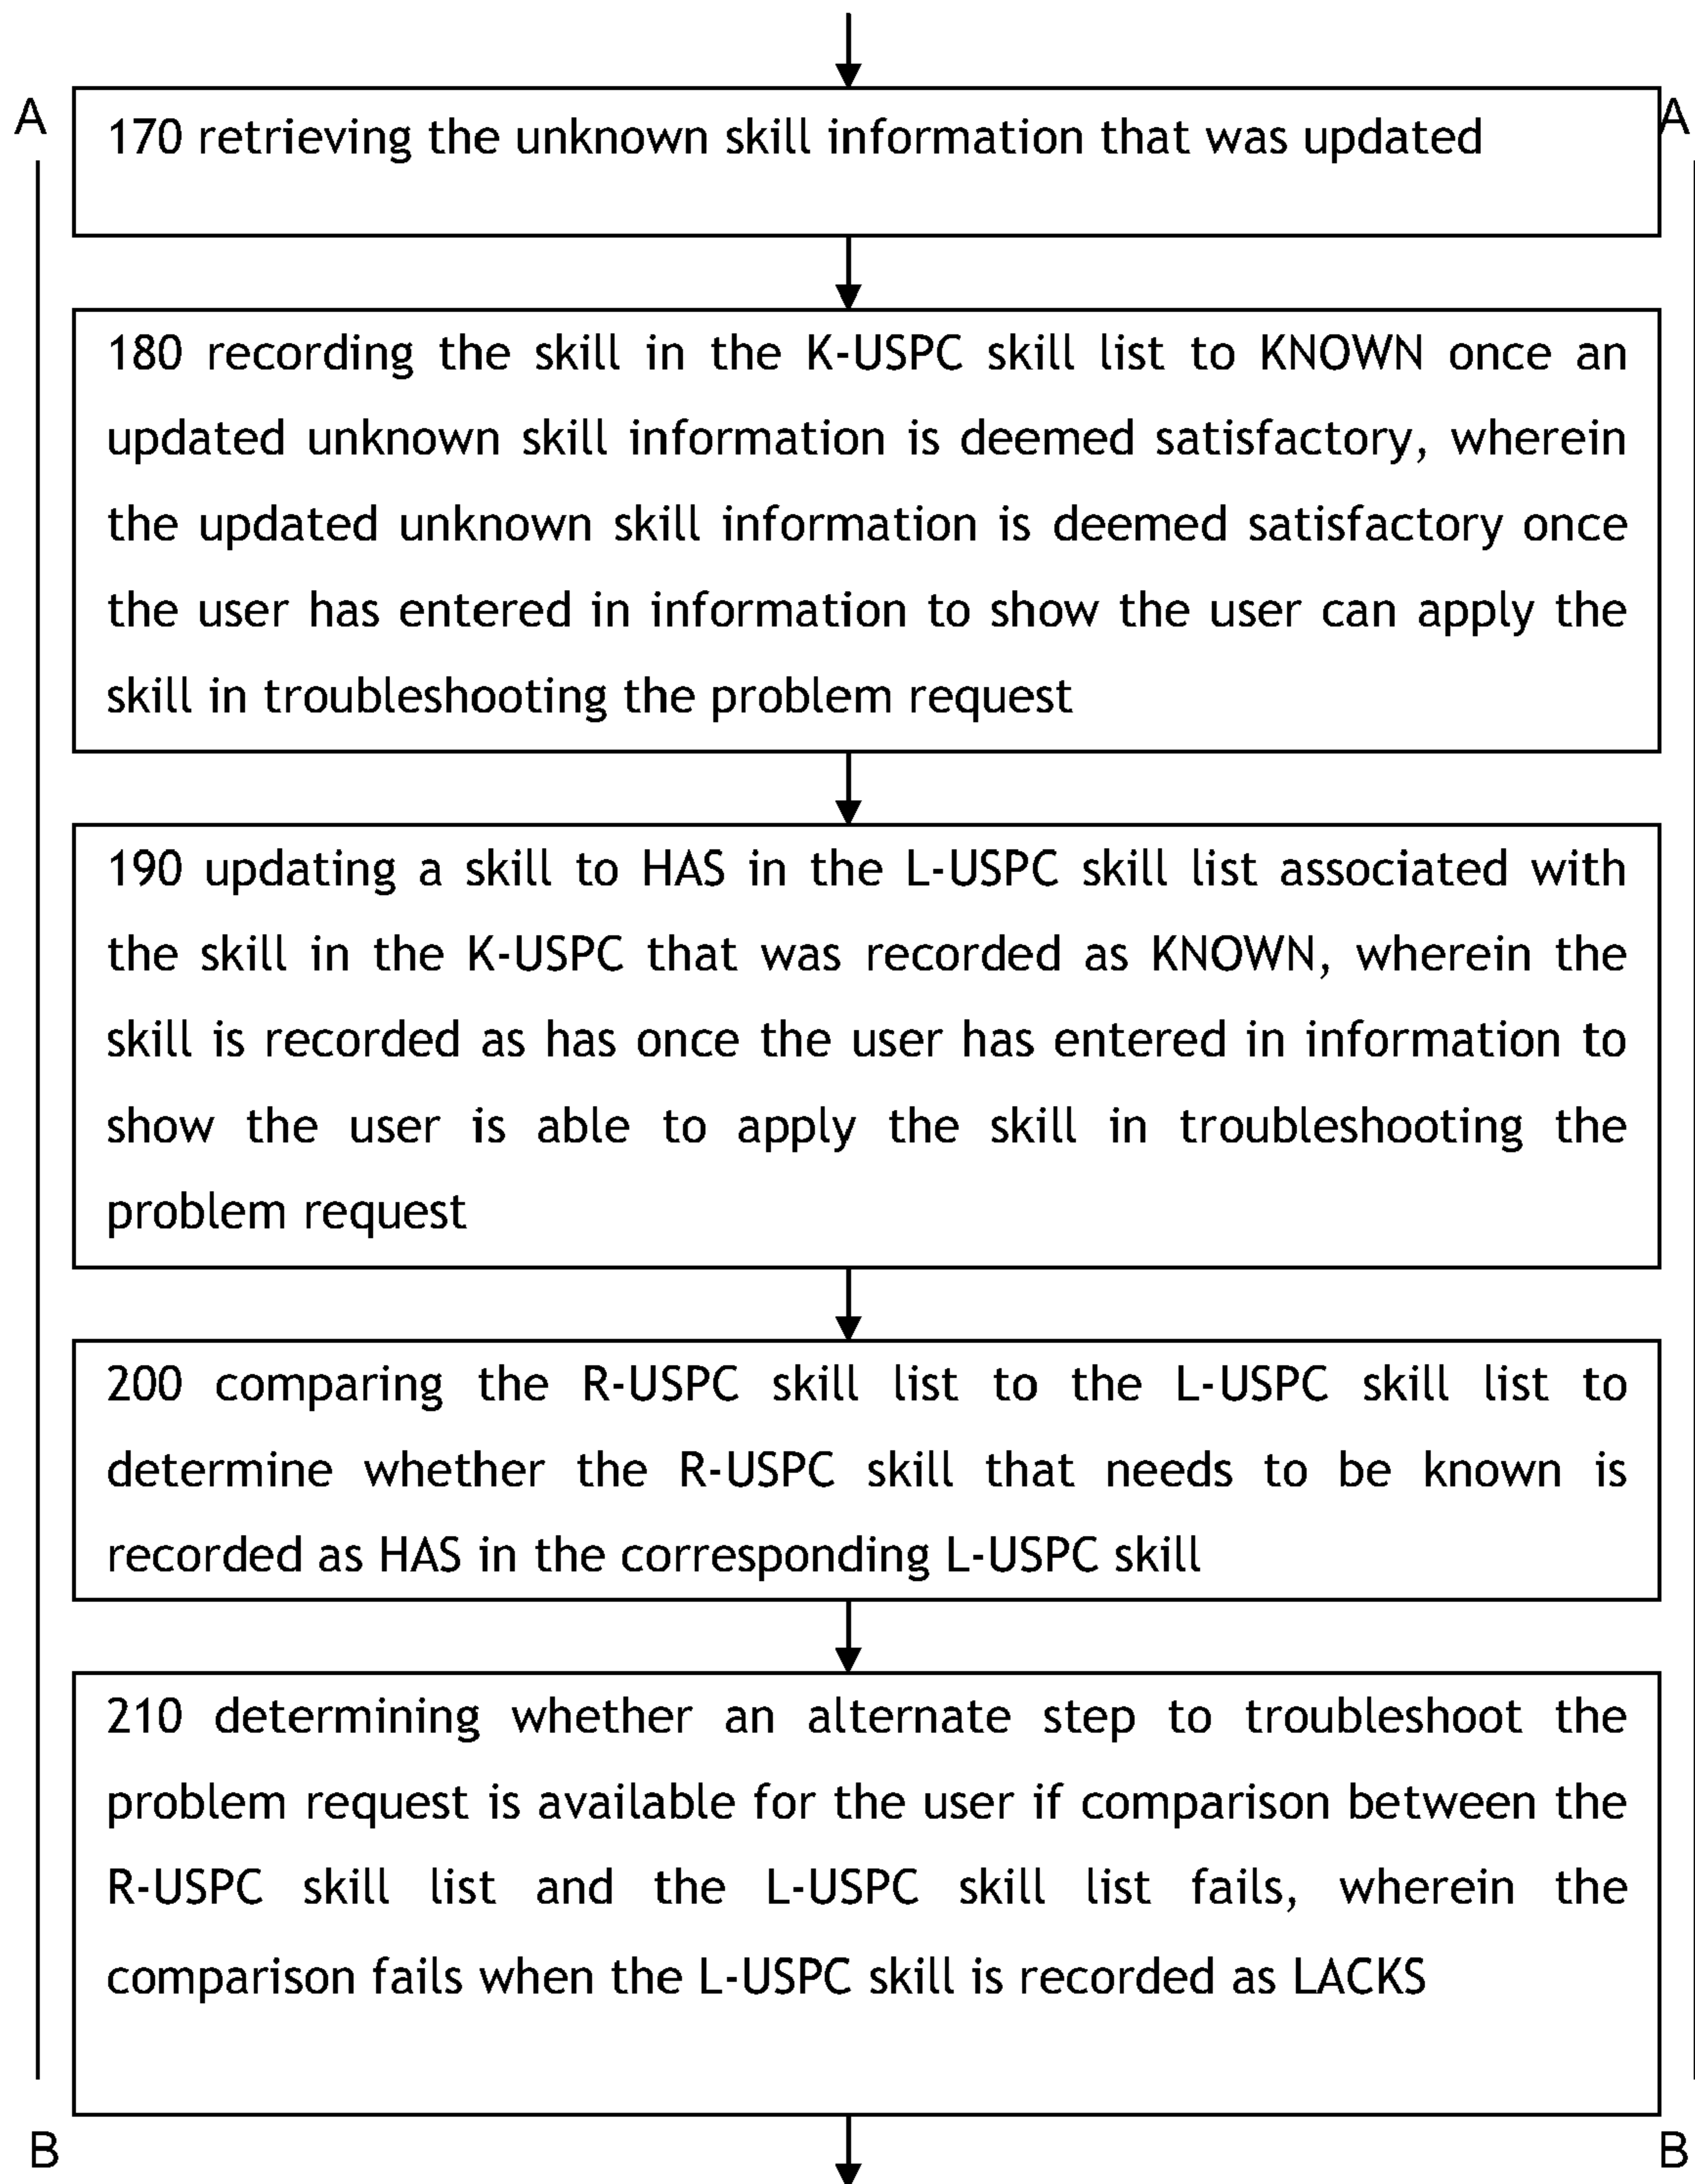 A
A
170 retrieving the unknown skill information that was updated
180 recording the skill in the K-USPC skill list to KNOWN once an
updated unknown skill information is deemed satisfactory, wherein
the updated unknown skill information is deemed satisfactory once
the user has entered in information to show the user can apply the
skill in troubleshooting the problem request
190 updating a skill to HAS in the L-USPC skill list associated with
the skill in the K-USPC that was recorded as KNOWN, wherein the
skill is recorded as has once the user has entered in information to
show the user is able to apply the skill in troubleshooting the
problem request
200 comparing the R-USPC skill list to the L-USPC skill list to
determine whether the R-USPC skill that needs to be known is
recorded as HAS in the corresponding L-USPC skill
210 determining whether an alternate step to troubleshoot the
problem request is available for the user if comparison between the
R-USPC skill list and the L-USPC skill list fails, wherein the
comparison fails when the L-USPC skill is recorded as LACKS
B
B